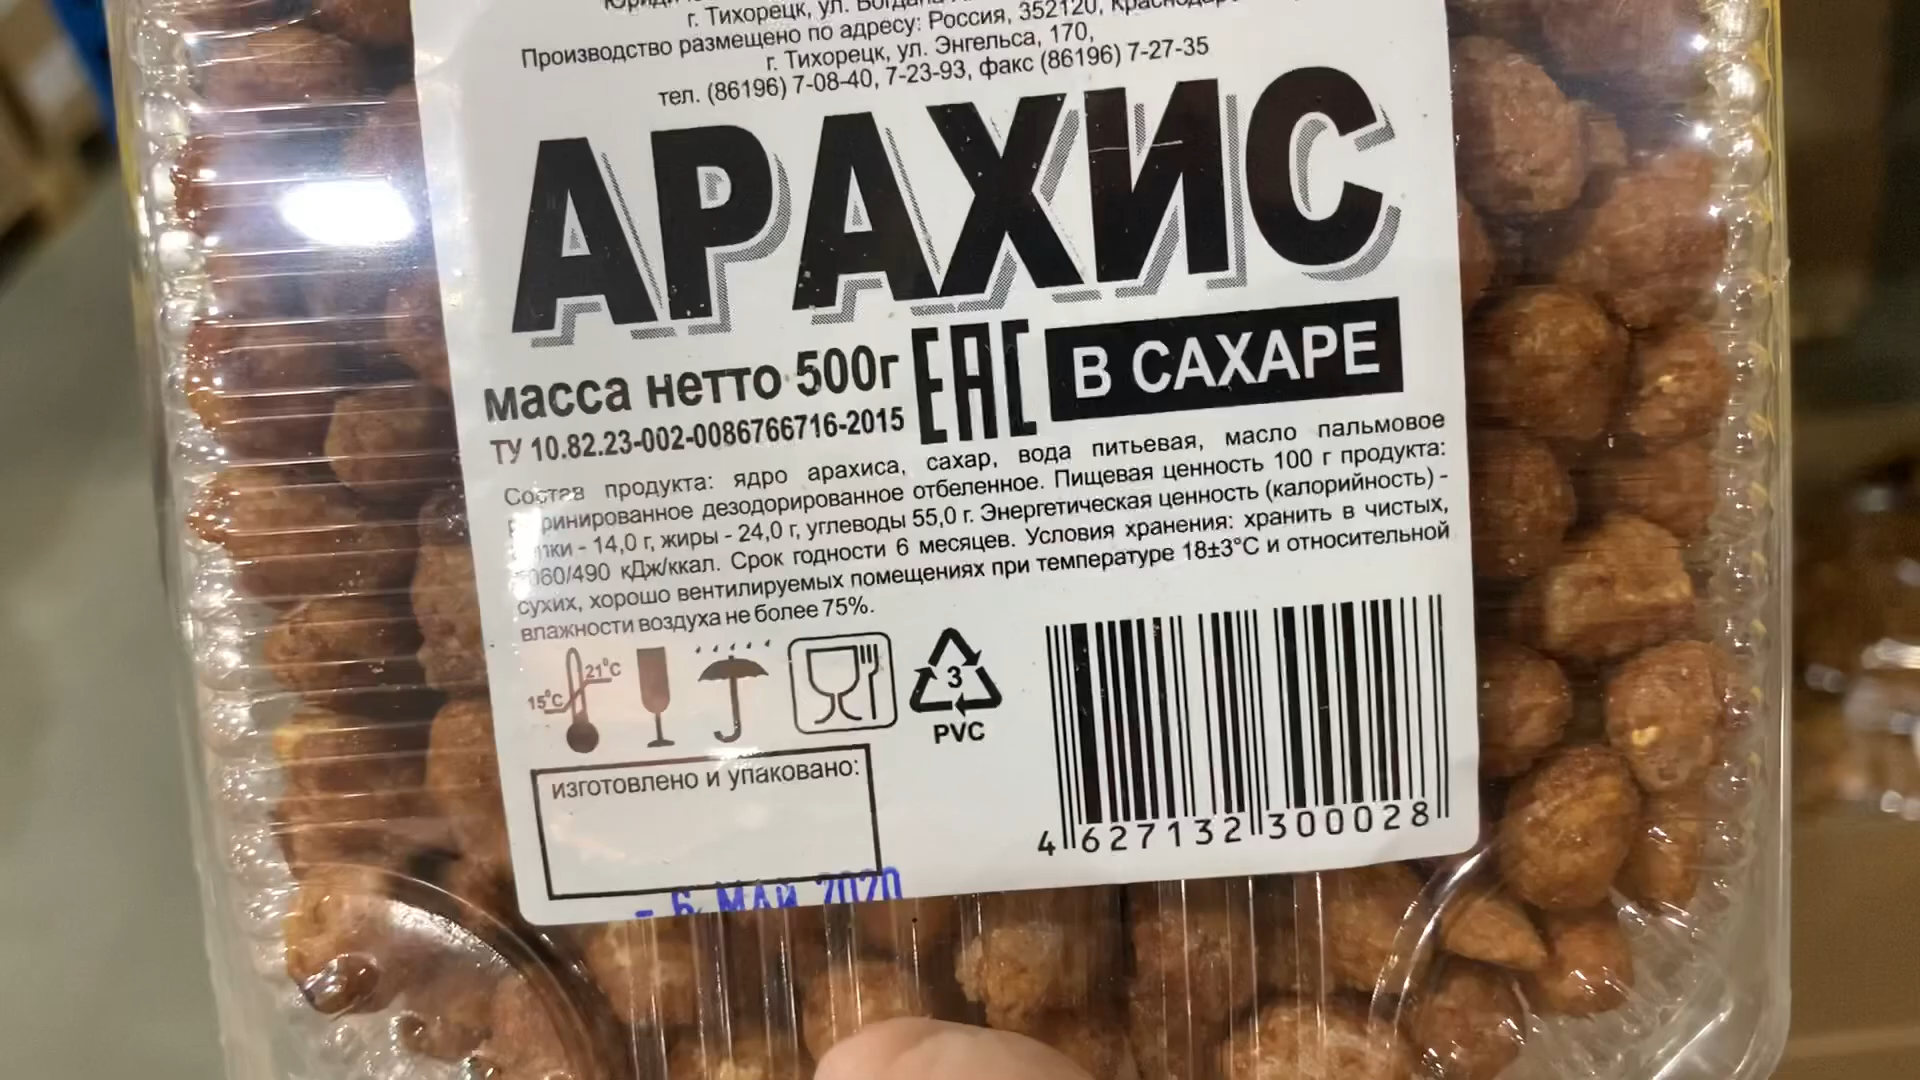 г. Тихорецк, ул.
Производство размещено по адресу: Россия, 352120,
г. Тихорецк, ул. Энгельса, 170,
тел. (86196) 7-08-40, 7-23-93, факс (86196) 7-27-35
АРАХИС
масса нетто 500г ЕАС В САХАРЕ
ТУ 10.82.23-002-0086766716-2015
Состав продукта: ядро арахиса, сахар, вода питьевая, масло пальмовое
дезодорированное отбеленное. Пищевая ценность 100 г продукта:
- 14,0 г, жиры - 24,0 г, углеводы 55,0 г. Энергетическая ценность (калорийность) -
/490 кДж/ккал. Срок годности 6 месяцев. Условия хранения: хранить в чистых,
сухих, хорошо вентилируемых помещениях при температуре 18±3°С и относительной
влажности воздуха не более 75%.
15°С 21°С
3
PVC
изготовлено и упаковано:
4 627132 300028
- 6 МАЙ 2020